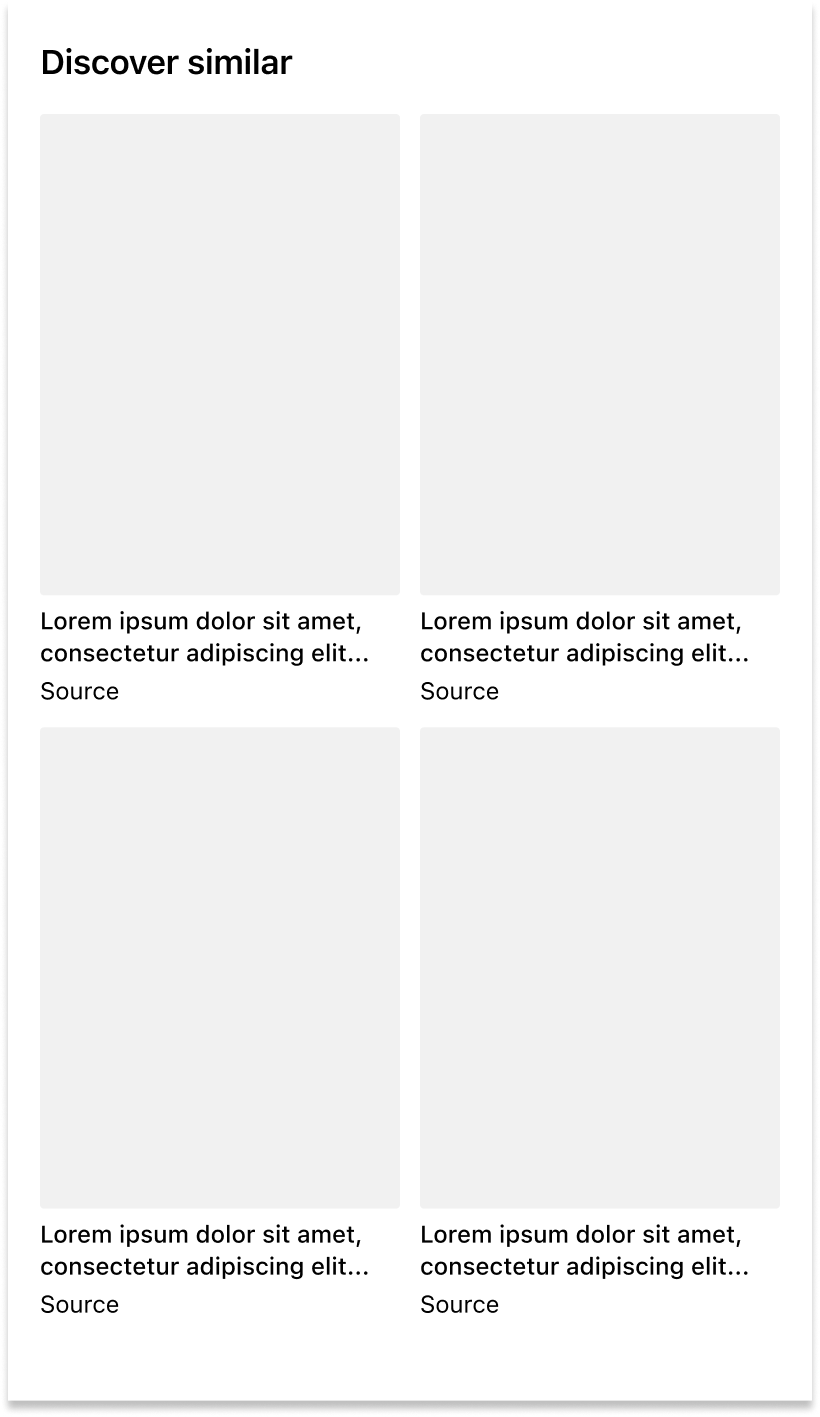 Discover similar
Lorem ipsum dolor sit amet,
consectetur adipiscing elit...
Source
Lorem ipsum dolor sit amet,
consectetur adipiscing elit...
Source
Lorem ipsum dolor sit amet,
consectetur adipiscing elit...
Source
Lorem ipsum dolor sit amet,
consectetur adipiscing elit...
Source